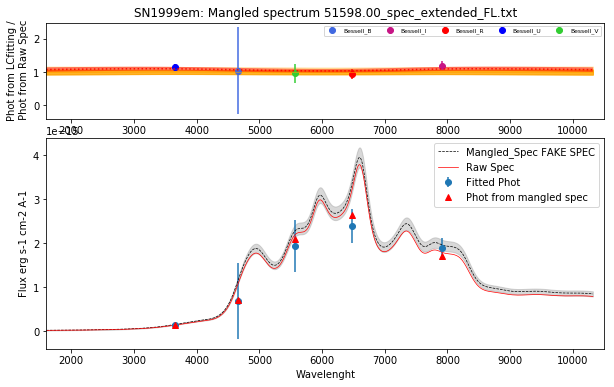 SN1999em: Mangled spectrum 51598.00_spec_extended_FL.txt
Phot from LCfitting /
Phot from Raw Spec
2
1
0
Bessell_B
Bessell_I
Bessell_R
Bessell_U
Bessell_V
2000 3000 4000 5000 6000 7000 8000 9000 10000
1e−15
Flux erg s-1 cm-2 A-1
4
3
2
1
0
Mangled_Spec FAKE SPEC
Raw Spec
Fitted Phot
Phot from mangled spec
2000 3000 4000 5000 6000 7000 8000 9000 10000
Wavelenght